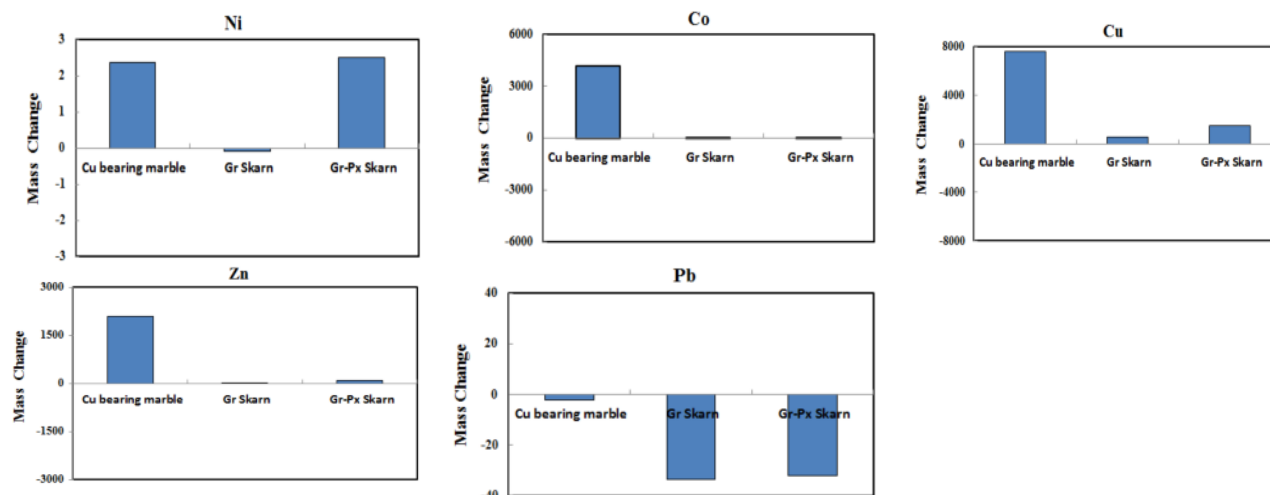 Ni
Mass Change
3
2
1
0
-1
-2
-3
Cu bearing marble
Gr Skarn
Gr-Px Skarn
Co
Mass Change
6000
3000
0
-3000
-6000
Cu bearing marble
Gr Skarn
Gr-Px Skarn
Cu
Mass Change
8000
4000
0
-4000
-8000
Cu bearing marble
Gr Skarn
Gr-Px Skarn
Zn
Mass Change
3000
1500
0
-1500
-3000
Cu bearing marble
Gr Skarn
Gr-Px Skarn
Pb
Mass Change
40
20
0
-20
-40
Cu bearing marble
Gr Skarn
Gr-Px Skarn